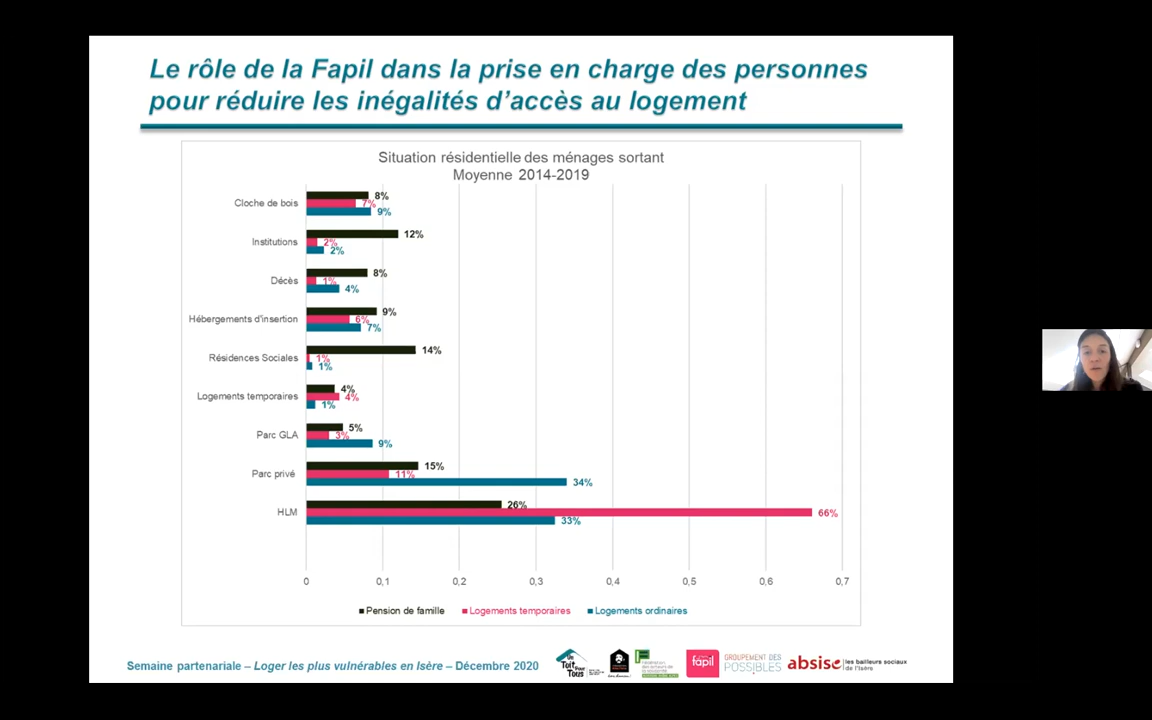 Le rôle de la Fapil dans la prise en charge des personnes
pour réduire les inégalités d’accès au logement
Situation résidentielle des ménages sortant
Moyenne 2014-2019
Cloche de bois
8%
7%
9%
Institutions
12%
2%
2%
Décès
8%
1%
4%
Hébergements d'insertion
9%
6%
7%
Résidences Sociales
14%
1%
1%
Logements temporaires
4%
4%
1%
Parc GLA
5%
3%
9%
Parc privé
15%
11%
34%
HLM
26%
66%
33%
0 0,1 0,2 0,3 0,4 0,5 0,6 0,7
Pension de famille Logements temporaires Logements ordinaires
Semaine partenariale – Loger les plus vulnérables en Isère – Décembre 2020
Un Toit Pour Tous
fapil
GROUPEMENT DES
POSSIBLES
absise
les bailleurs sociaux
de l'Isère